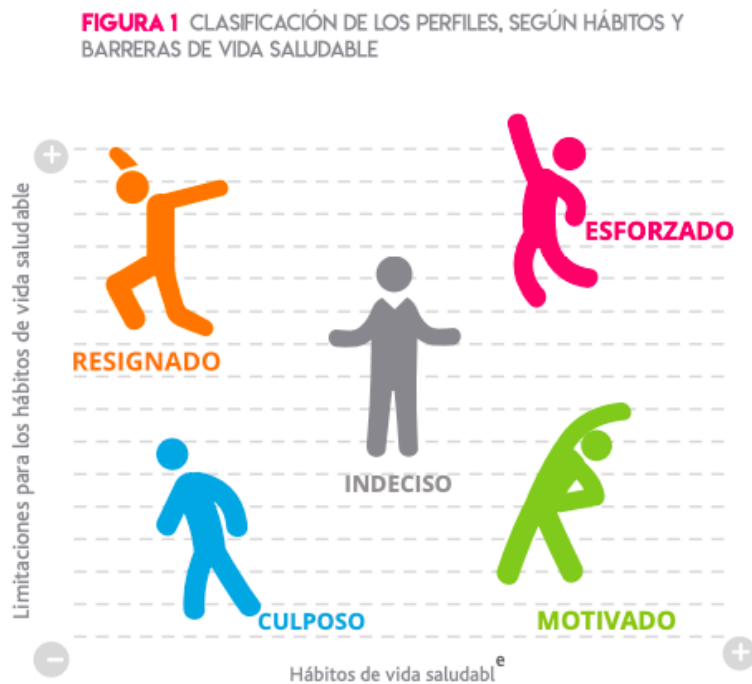 FIGURA 1 CLASIFICACIÓN DE LOS PERFILES, SEGÚN HÁBITOS Y
BARRERAS DE VIDA SALUDABLE
+
Limitaciones para los hábitos de vida saludable
ESFORZADO
RESIGNADO
INDECISO
CULPOSO
MOTIVADO
−
+
Hábitos de vida saludable